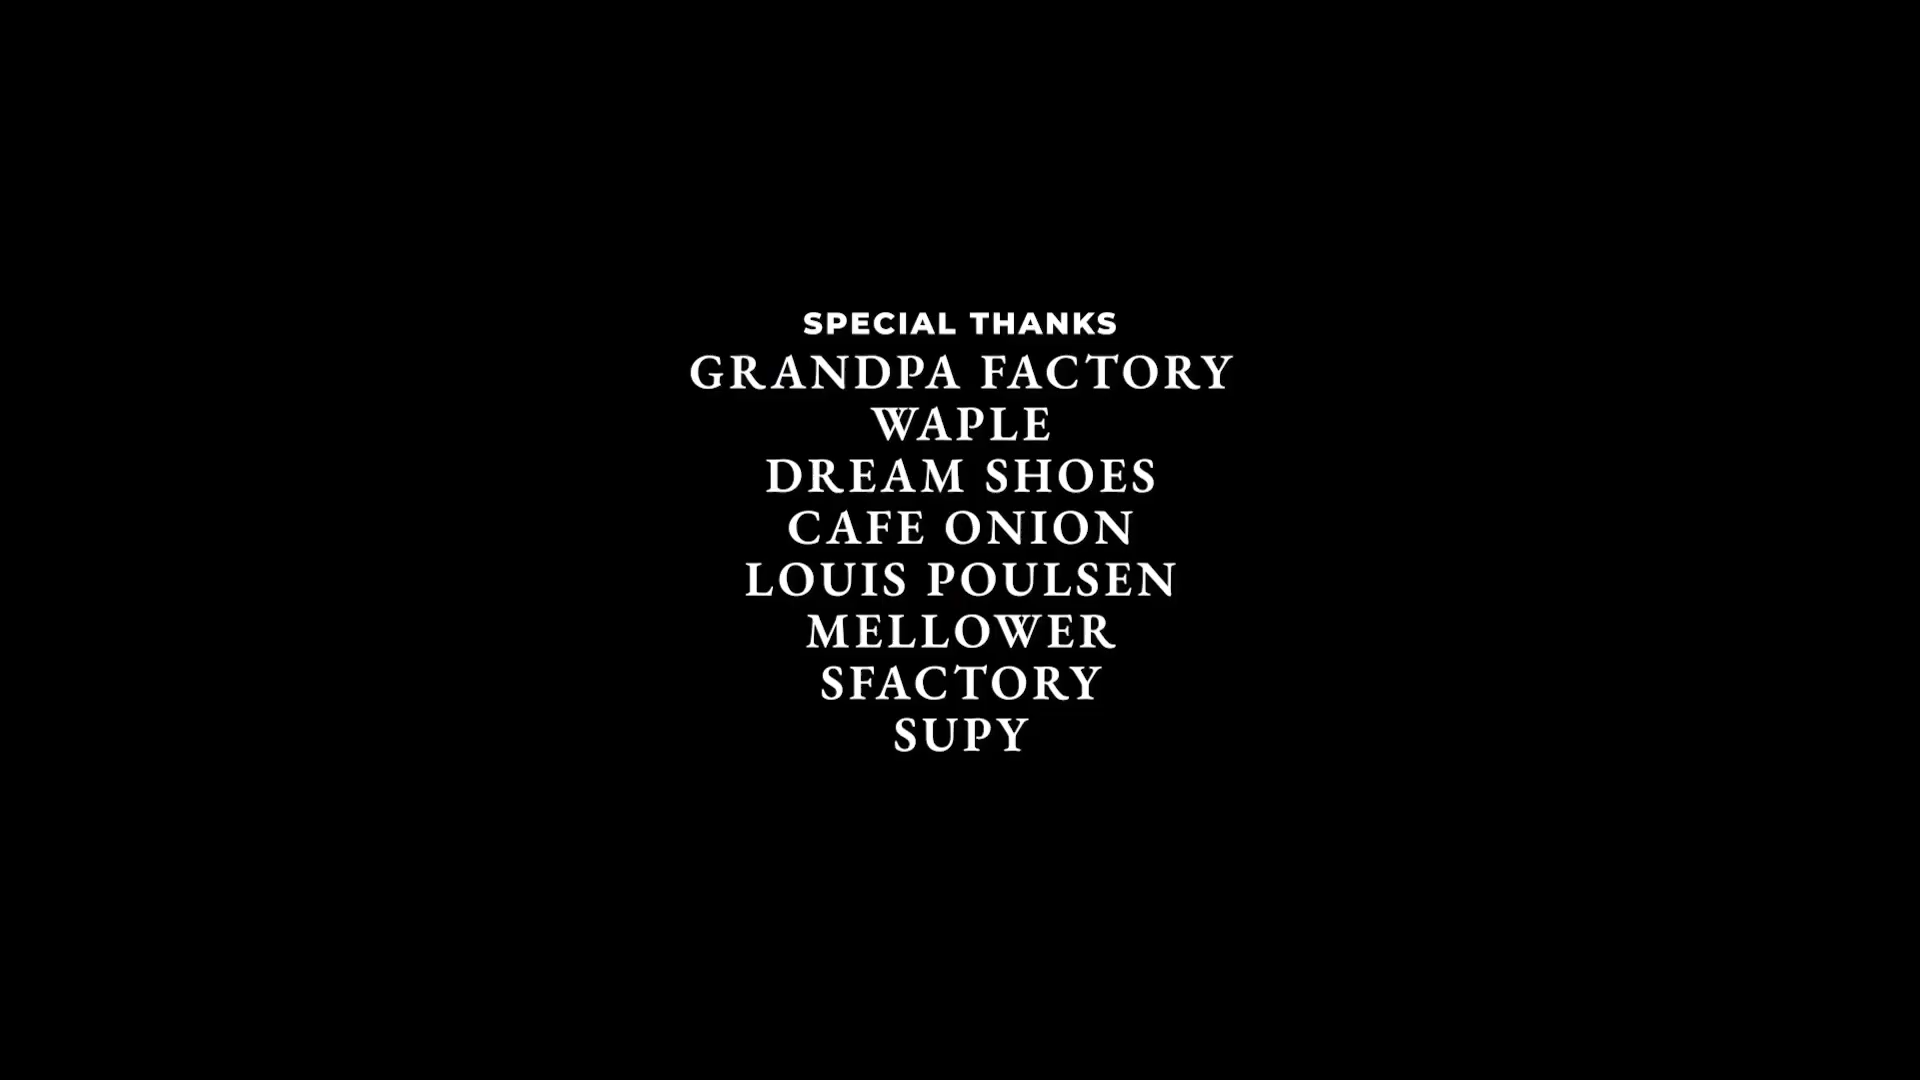 SPECIAL THANKS
GRANDPA FACTORY
WAPLE
DREAM SHOES
CAFE ONION
LOUIS POULSEN
MELLOWER
SFACTORY
SUPY